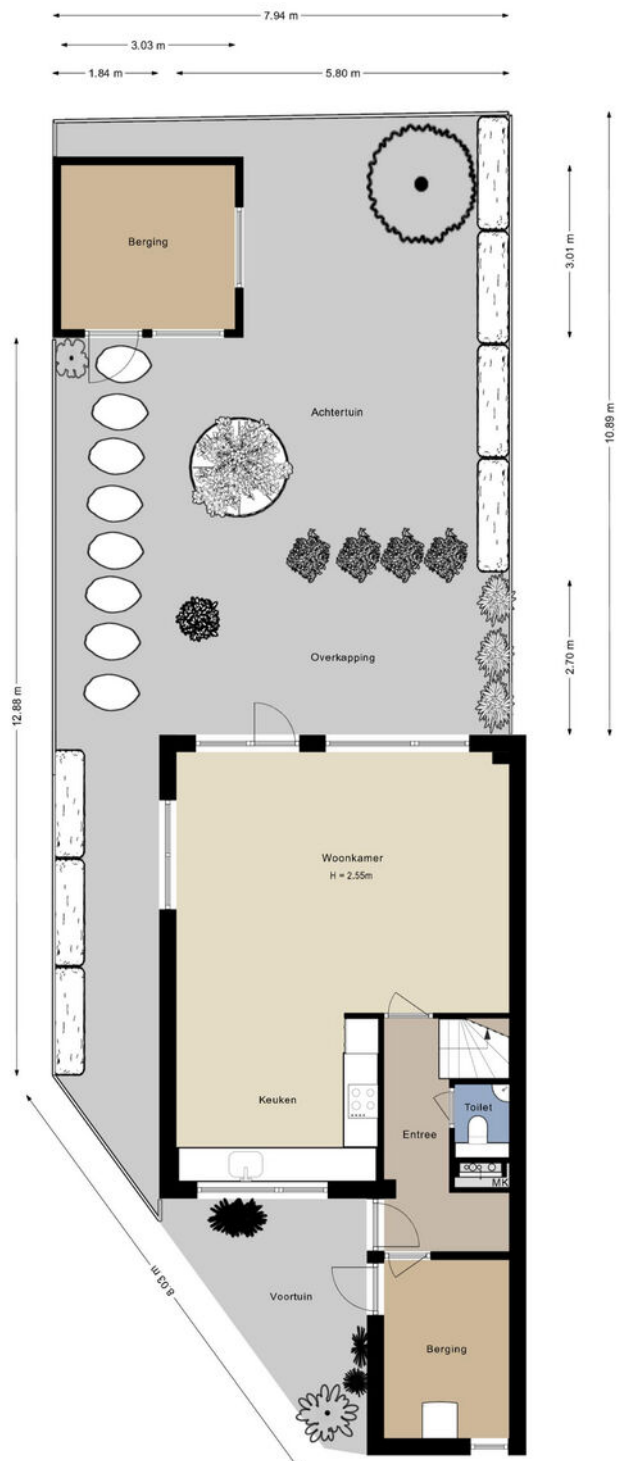 7.94 m
3.03 m
1.84 m
5.80 m
Berging
3.01 m
Achtertuin
10.89 m
Overkapping
2.70 m
12.88 m
Woonkamer
H = 2.55m
Keuken
Toilet
Entree
MK
8.03 m
Voortuin
Berging